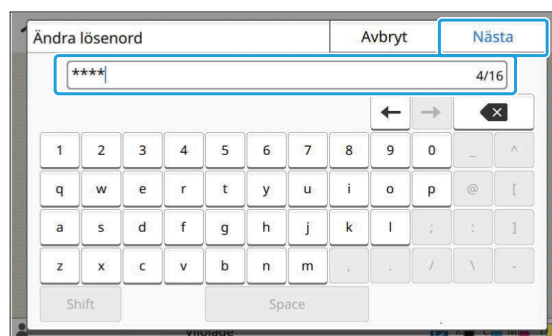 Ändra lösenord Avbryt Nästa
**** 4/16
← →
1 2 3 4 5 6 7 8 9 0 _ ^
q w e r t y u i o p @ [
a s d f g h j k l ; : ]
z x c v b n m , . / \ -
Shift Space